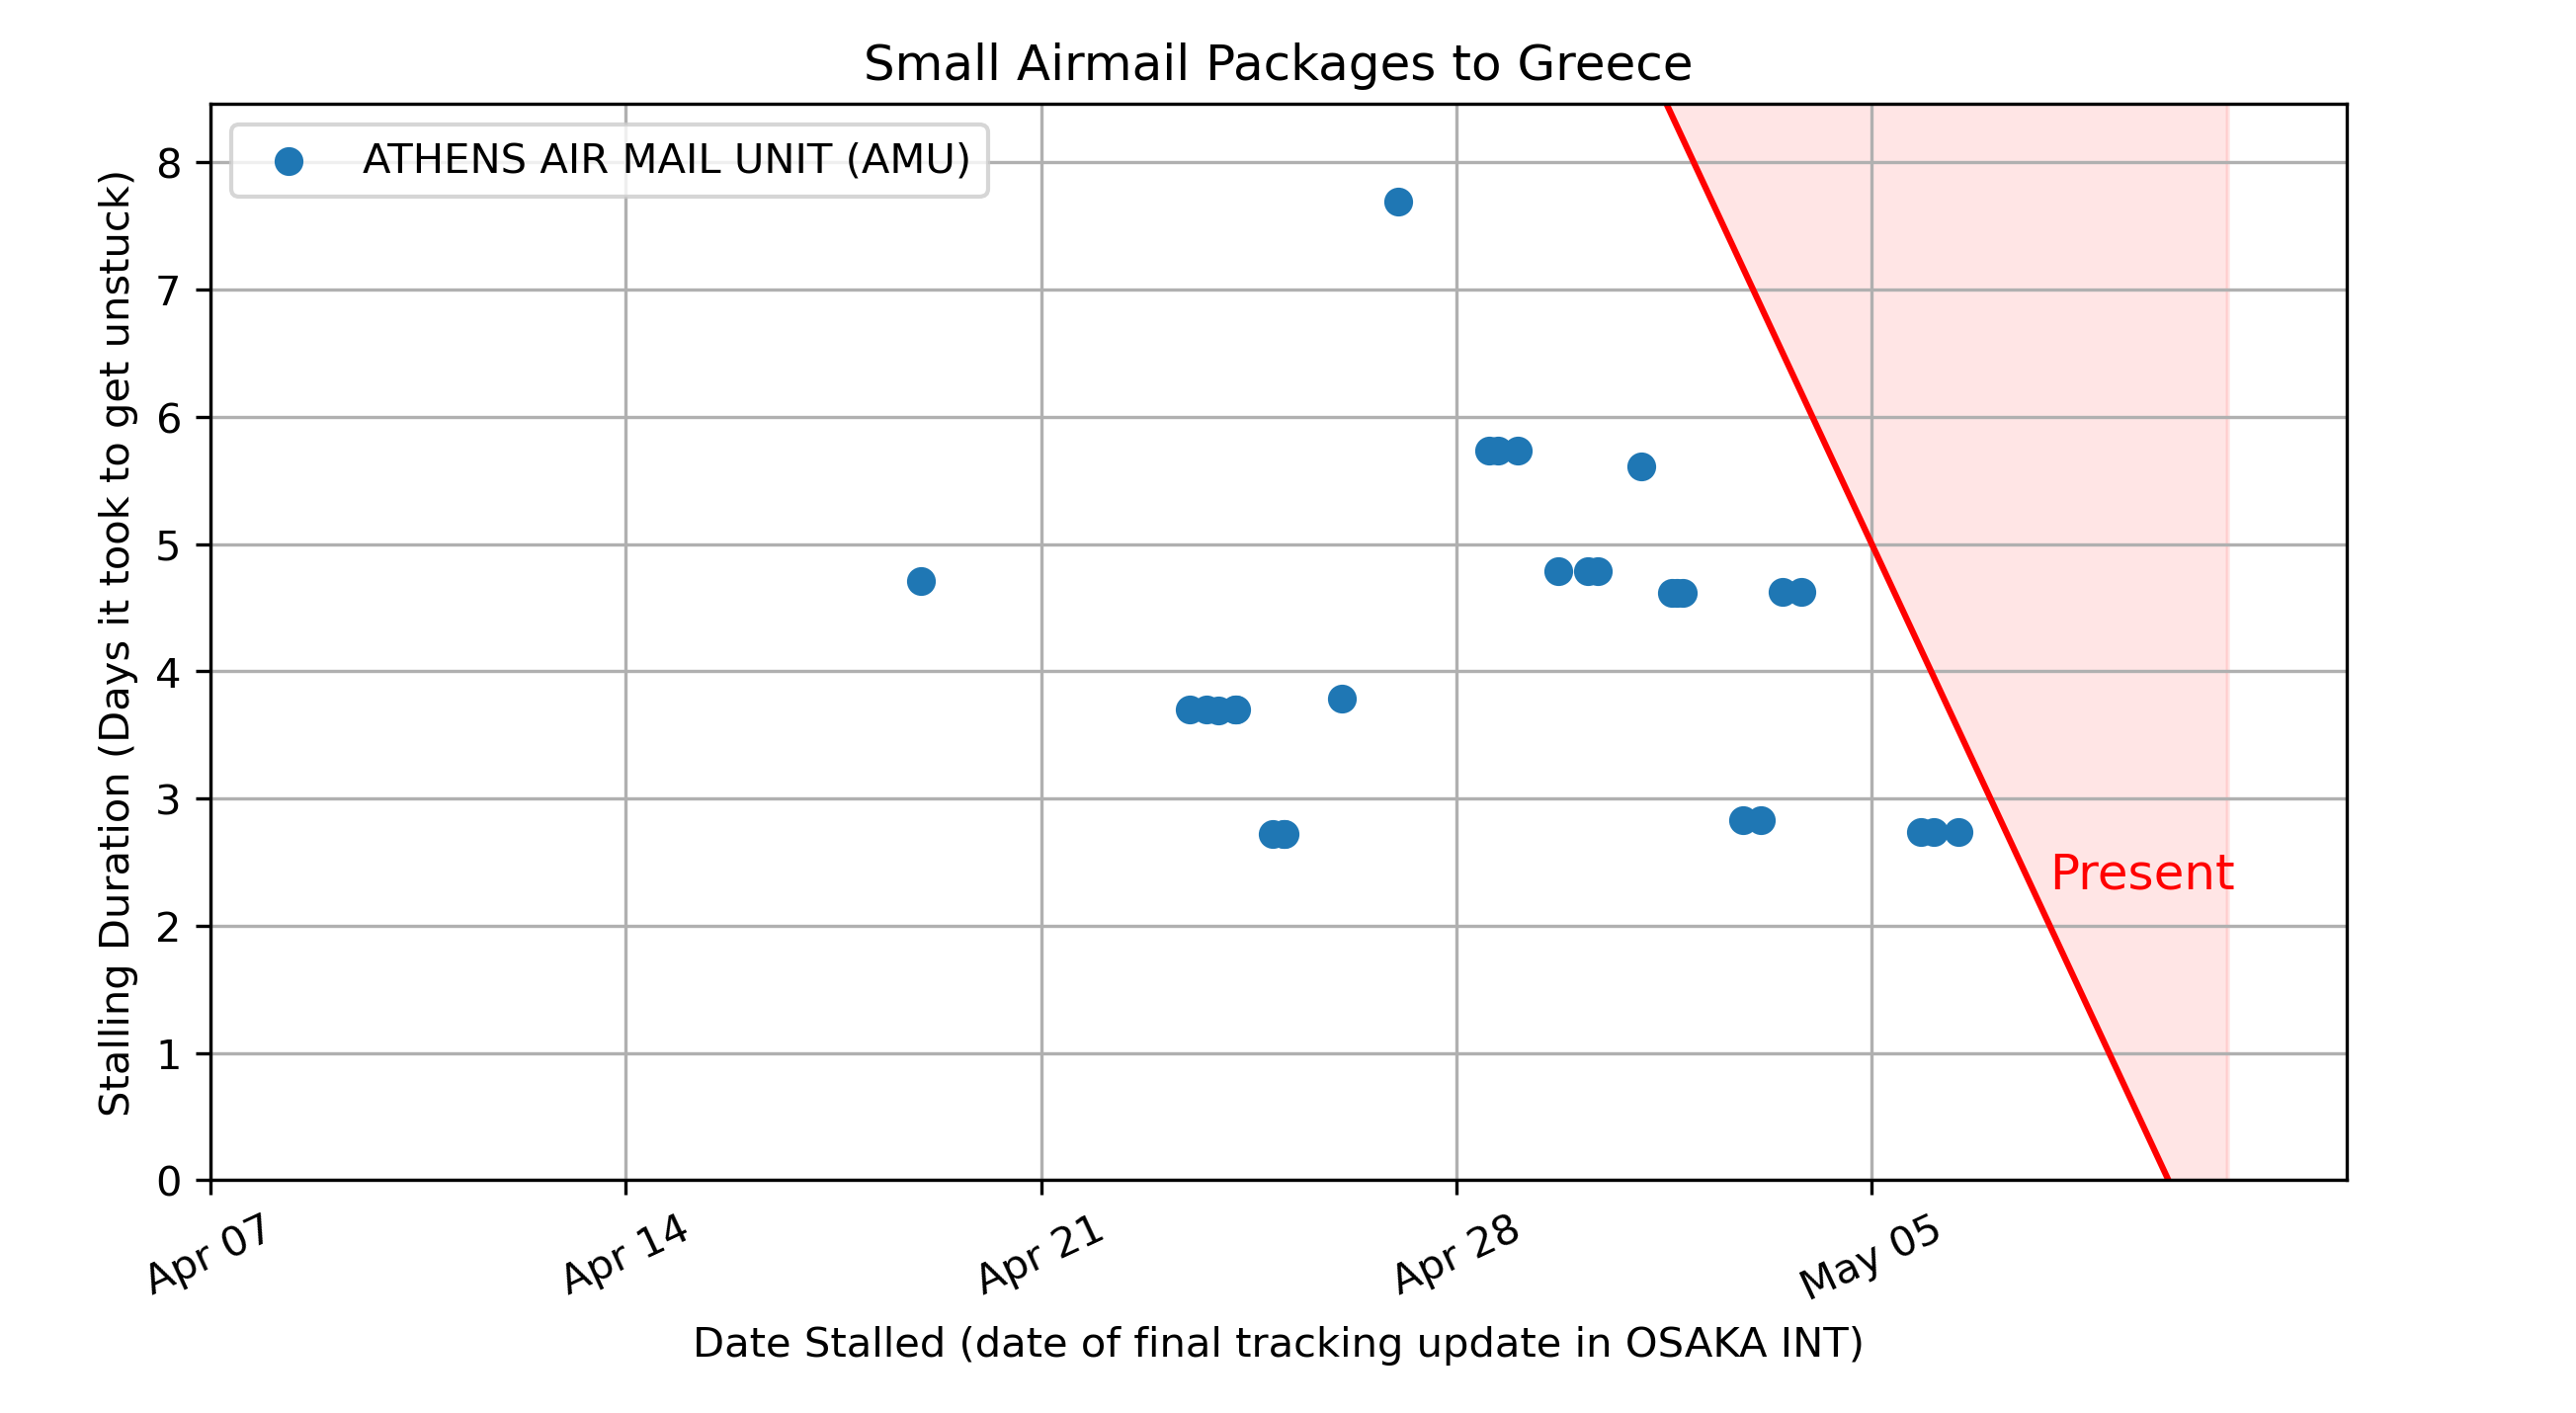 Small Airmail Packages to Greece
ATHENS AIR MAIL UNIT (AMU)
Stalling Duration (Days it took to get unstuck)
8
7
6
5
4
3
2
1
0
Present
Apr 07
Apr 14
Apr 21
Apr 28
May 05
Date Stalled (date of final tracking update in OSAKA INT)